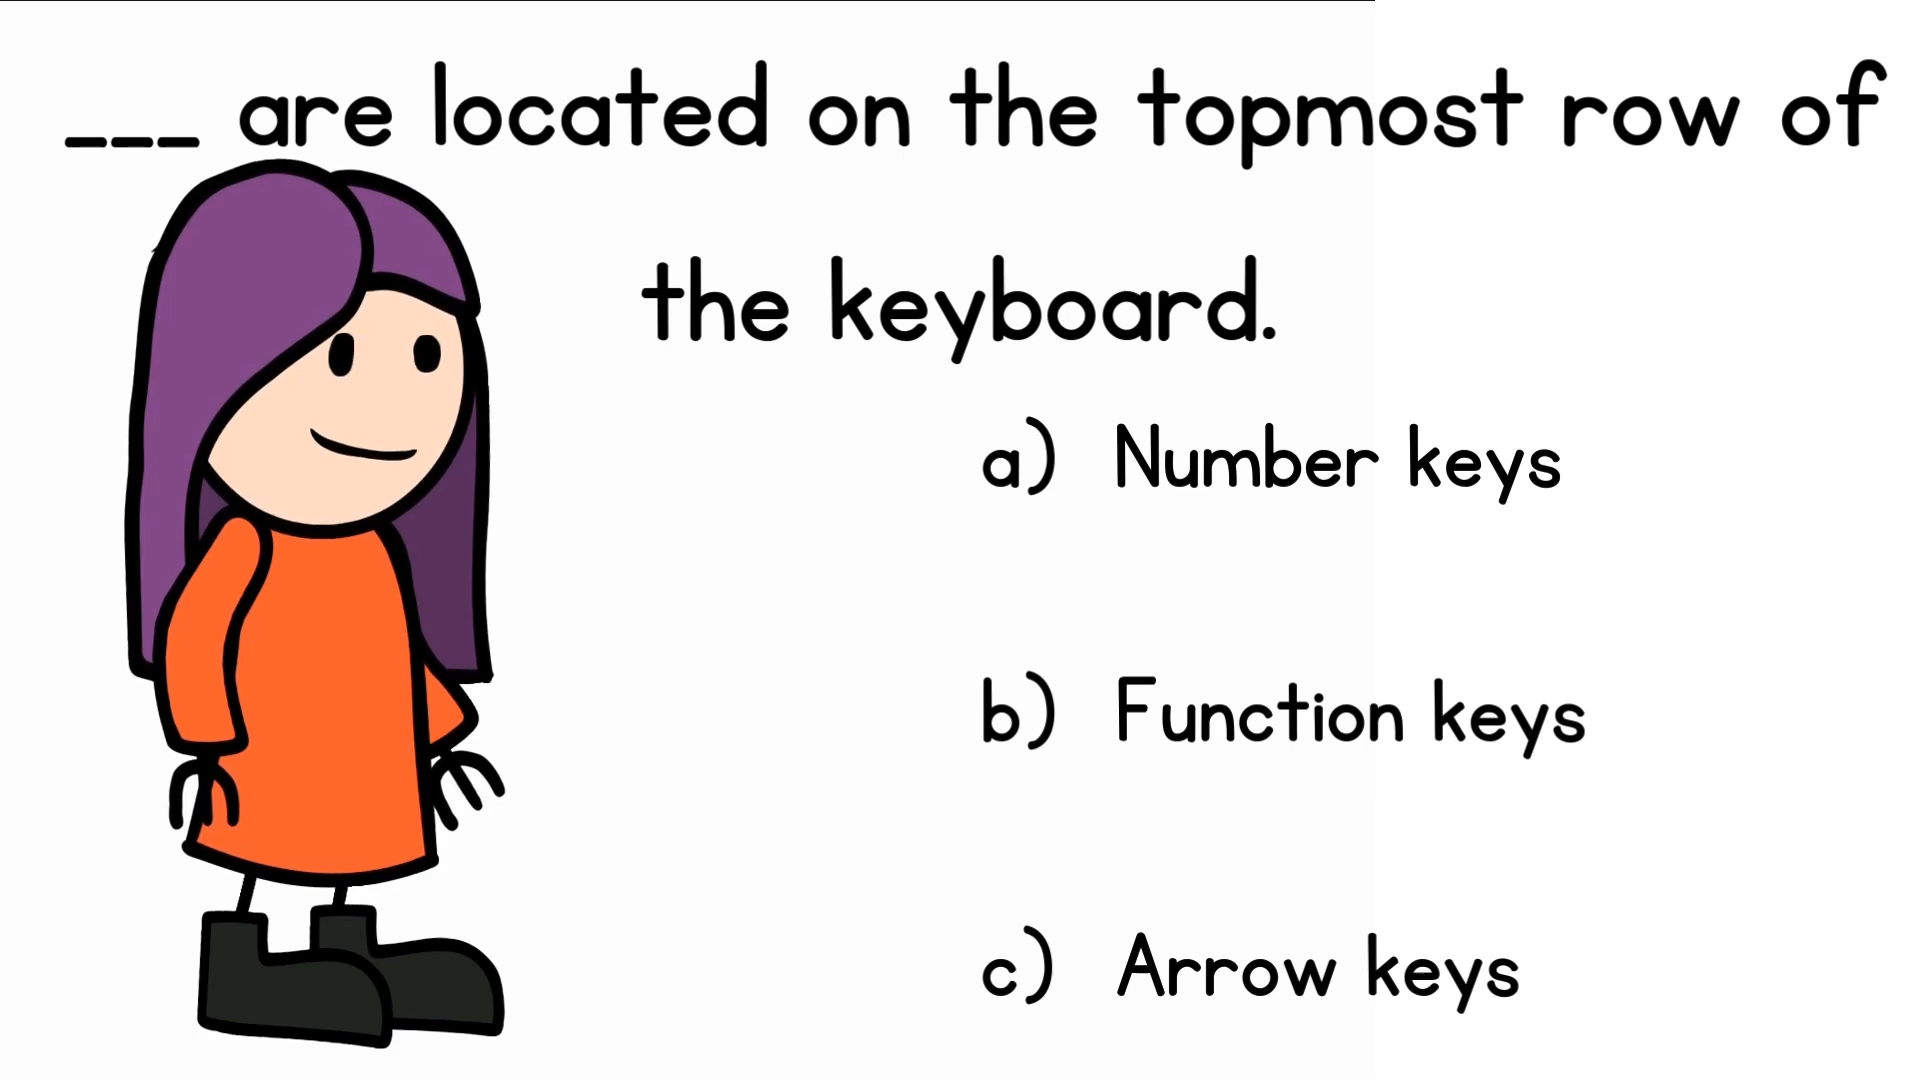 ___ are located on the topmost row of
the keyboard.
a) Number keys
b) Function keys
c) Arrow keys